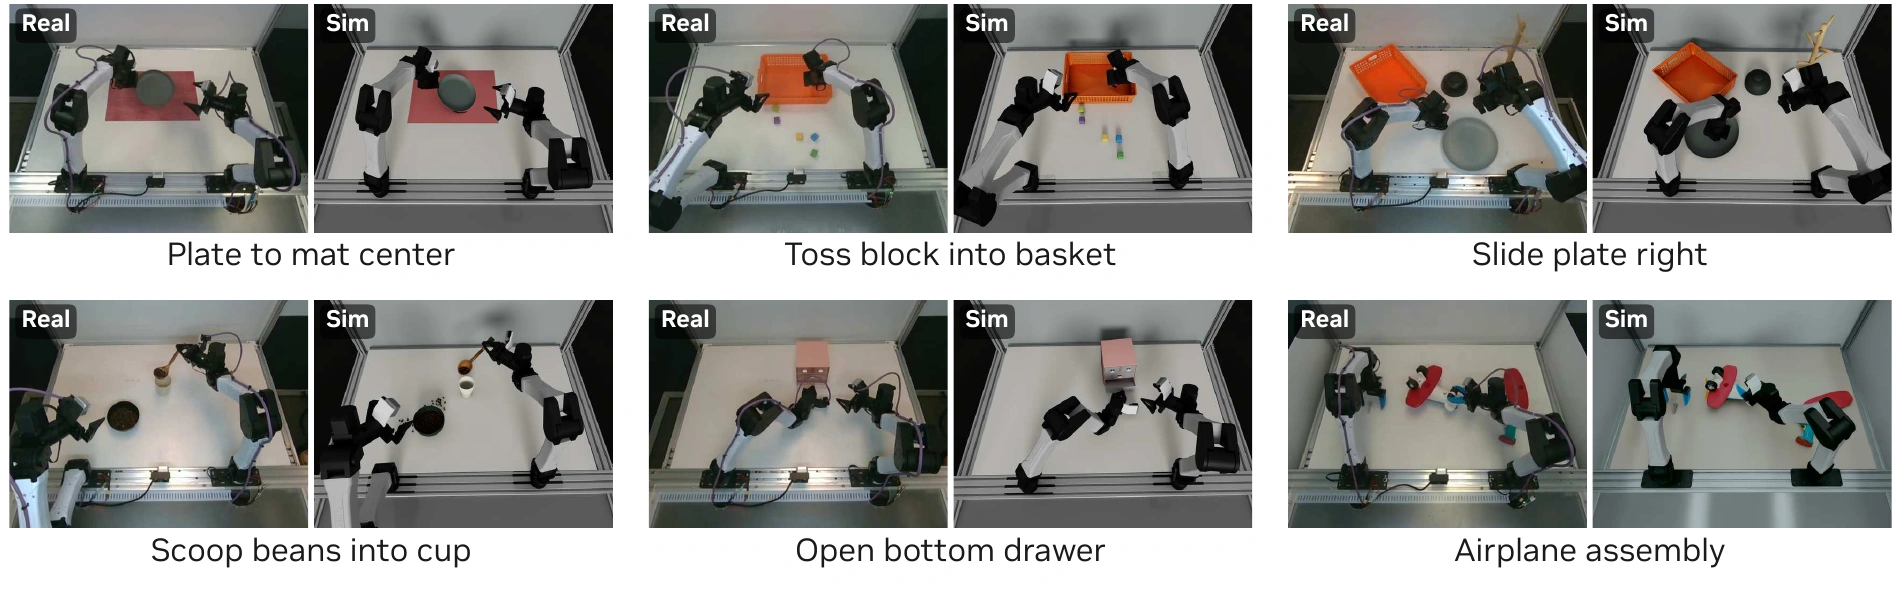 Real Sim Real Sim Real Sim
Plate to mat center Toss block into basket Slide plate right
Real Sim Real Sim Real Sim
Scoop beans into cup Open bottom drawer Airplane assembly